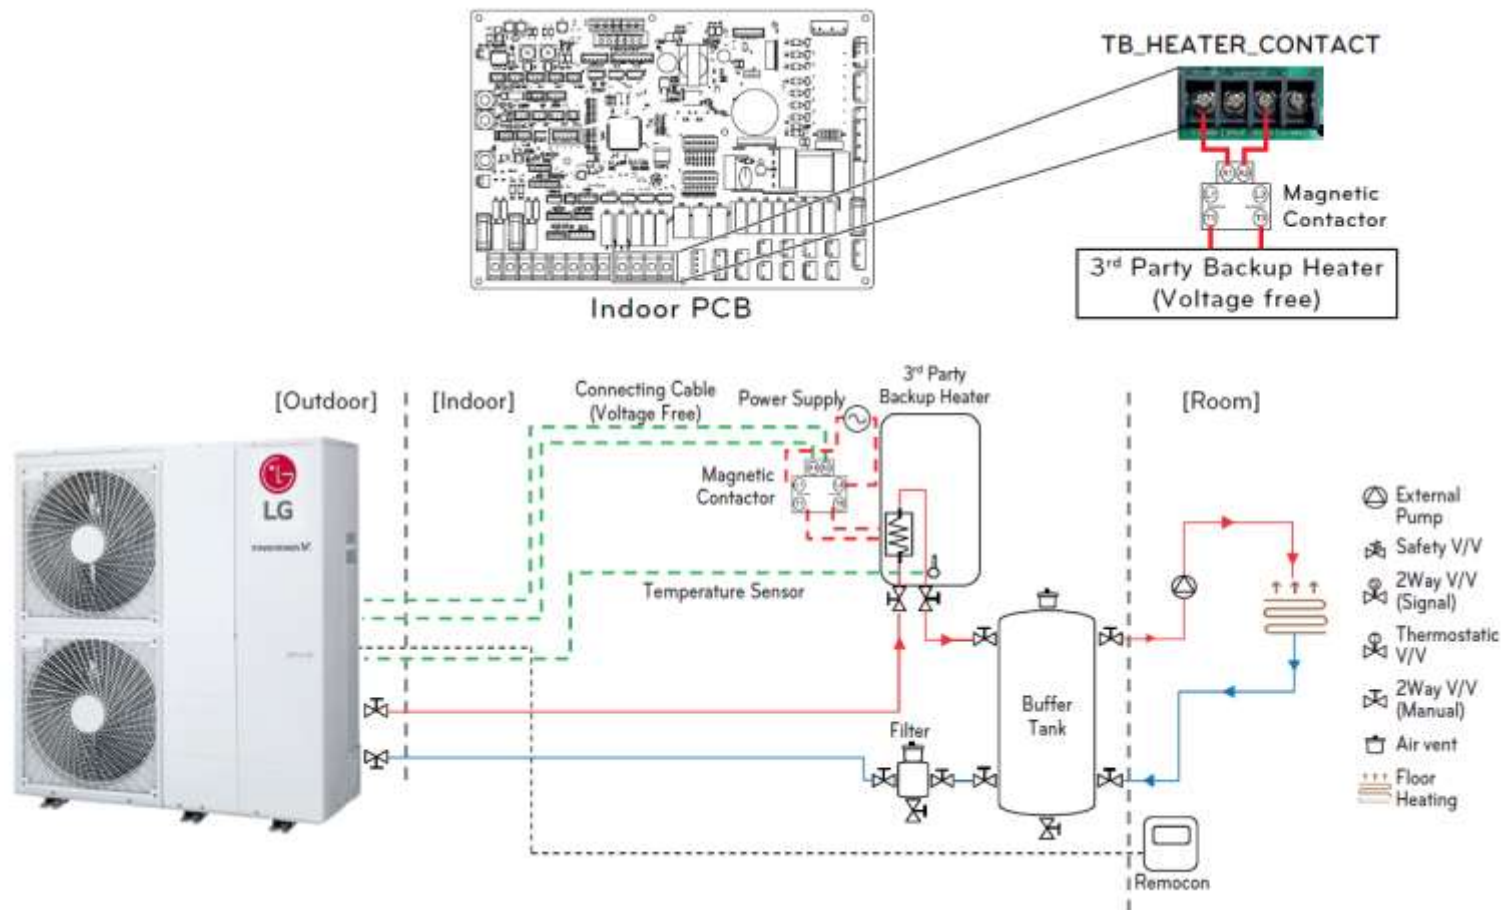 TB_HEATER_CONTACT
Magnetic
Contactor
3rd Party Backup Heater
(Voltage free)
Indoor PCB
[Outdoor]
[Indoor]
Connecting Cable
(Voltage Free)
Power Supply
3rd Party
Backup Heater
[Room]
LG
Magnetic
Contactor
Temperature Sensor
Filter
Buffer
Tank
Remocon
External
Pump
Safety V/V
2Way V/V
(Signal)
Thermostatic
V/V
2Way V/V
(Manual)
Air vent
Floor
Heating